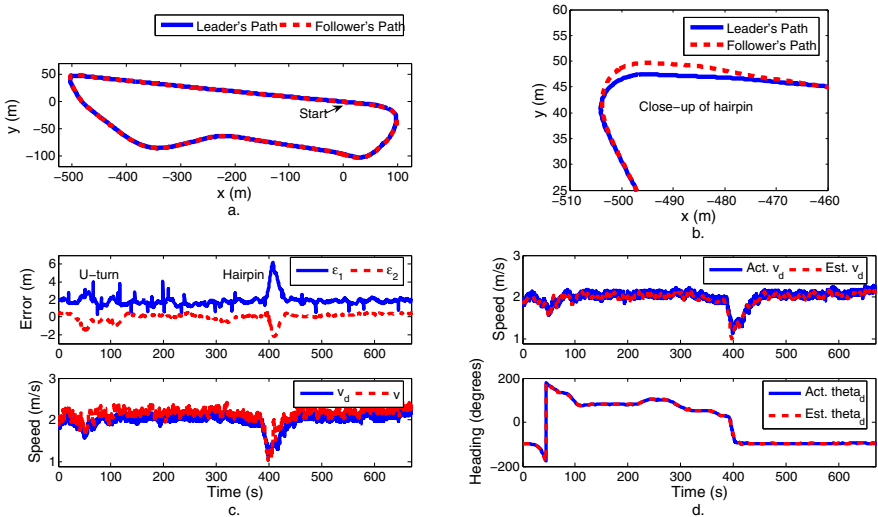 Leader's Path Follower's Path
50
0
−50
−100
y (m)
Start
−500 −400 −300 −200 −100 0 100
x (m)
a.
60
55
50
45
40
35
30
25
y (m)
Leader's Path
Follower's Path
Close−up of hairpin
−510 −500 −490 −480 −470 −460
x (m)
b.
6
4
2
0
−2
Error (m)
U−turn
Hairpin
ε1 ε2
0 100 200 300 400 500 600
3
2
1
Speed (m/s)
vd v
0 100 200 300 400 500 600
Time (s)
c.
3
2
1
Speed (m/s)
Act. vd Est. vd
0 100 200 300 400 500 600
200
0
−200
Heading (degrees)
Act. thetad
Est. thetad
0 100 200 300 400 500 600
Time (s)
d.